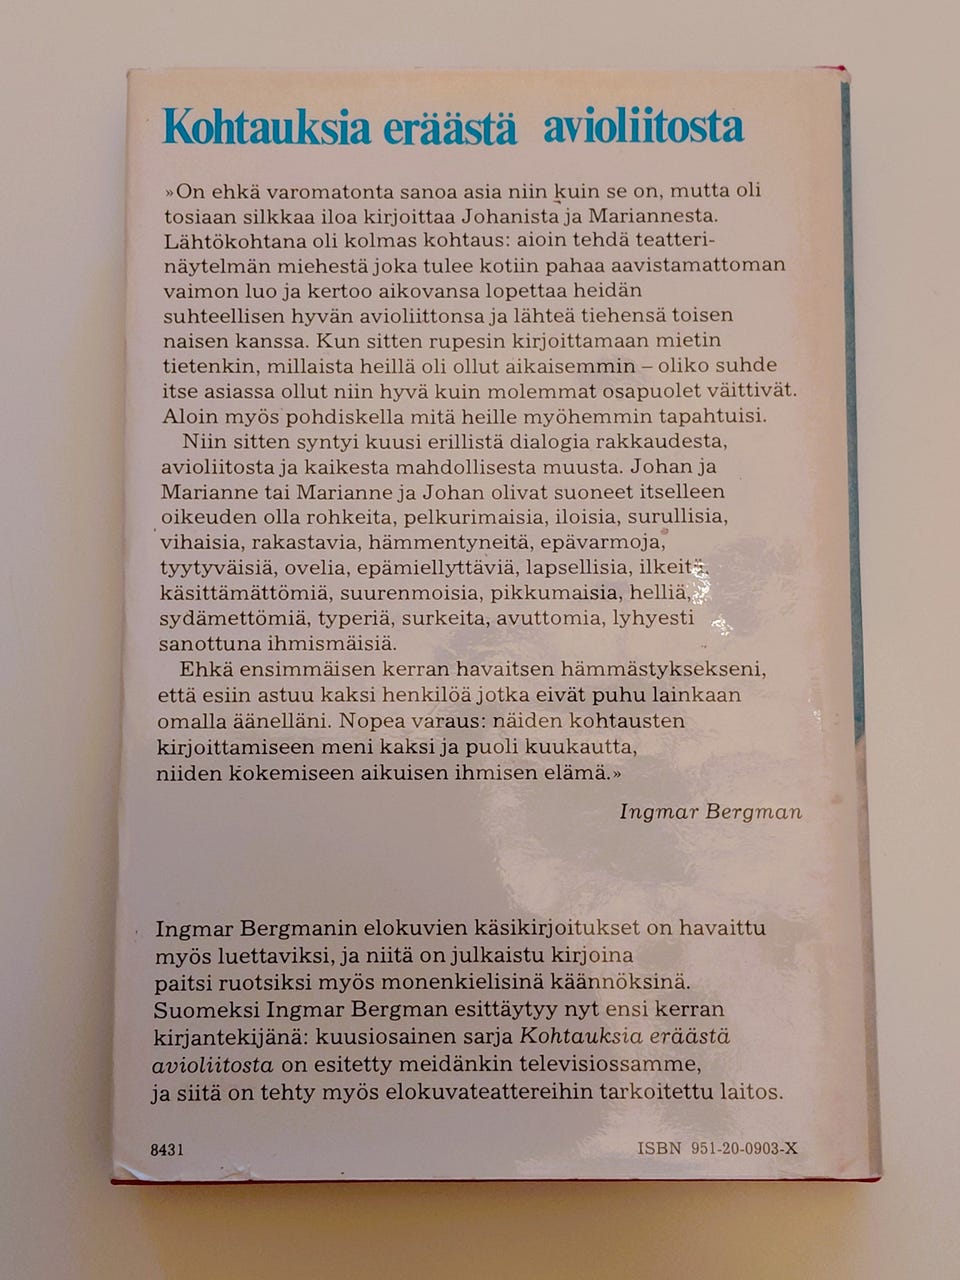 Kohtauksia eräästä avioliitosta
»On ehkä varomatonta sanoa asia niin kuin se on, mutta oli
tosiaan silkkaa iloa kirjoittaa Johanista ja Mariannesta.
Lähtökohtana oli kolmas kohtaus: aioin tehdä teatteri-
näytelmän miehestä joka tulee kotiin pahaa aavistamattoman
vaimon luo ja kertoo aikovansa lopettaa heidän
suhteellisen hyvän avioliittonsa ja lähteä tiehensä toisen
naisen kanssa. Kun sitten rupesin kirjoittamaan mietin
tietenkin, millaista heillä oli ollut aikaisemmin – oliko suhde
itse asiassa ollut niin hyvä kuin molemmat osapuolet väittivät.
Aloin myös pohdiskella mitä heille myöhemmin tapahtuisi.
Niin sitten syntyi kuusi erillistä dialogia rakkaudesta,
avioliitosta ja kaikesta mahdollisesta muusta. Johan ja
Marianne tai Marianne ja Johan olivat suoneet itselleen
oikeuden olla rohkeita, pelkurimaisia, iloisia, surullisia,
vihaisia, rakastavia, hämmentyneitä, epävarmoja,
tyytyväisiä, ovelia, epämiellyttäviä, lapsellisia, ilkeitä,
käsittämättömiä, suurenmoisia, pikkumaisia, helliä,
sydämettömiä, typeriä, surkeita, avuttomia, lyhyesti
sanottuna ihmismäisiä.
Ehkä ensimmäisen kerran havaitsen hämmästyksekseni,
että esiin astuu kaksi henkilöä jotka eivät puhu lainkaan
omalla äänelläni. Nopea varaus: näiden kohtausten
kirjoittamiseen meni kaksi ja puoli kuukautta,
niiden kokemiseen aikuisen ihmisen elämä.»
Ingmar Bergman
Ingmar Bergmanin elokuvien käsikirjoitukset on havaittu
myös luettaviksi, ja niitä on julkaistu kirjoina
paitsi ruotsiksi myös monenkielisinä käännöksinä.
Suomeksi Ingmar Bergman esittäytyy nyt ensi kerran
kirjantekijänä: kuusiosainen sarja Kohtauksia eräästä
avioliitosta on esitetty meidänkin televisiossamme,
ja siitä on tehty myös elokuvateattereihin tarkoitettu laitos.
8431
ISBN 951-20-0903-X